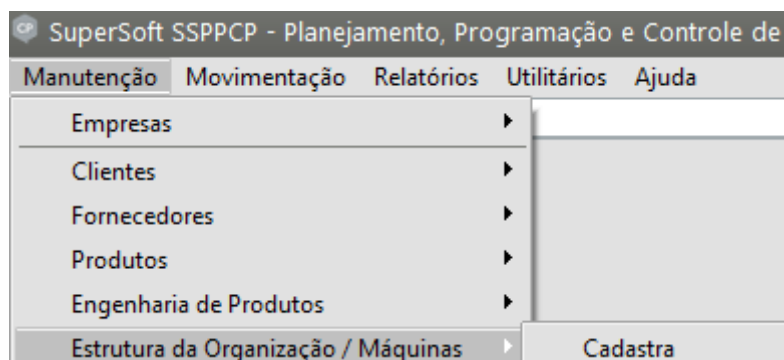 SuperSoft SSPPCP - Planejamento, Programação e Controle de
Manutenção Movimentação Relatórios Utilitários Ajuda
Empresas
Clientes
Fornecedores
Produtos
Engenharia de Produtos
Estrutura da Organização / Máquinas Cadastra